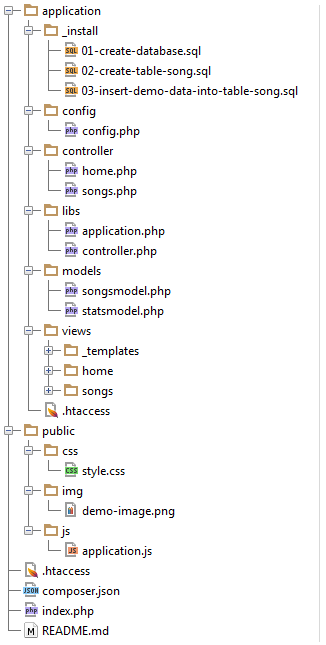 application
_install
SQL 01-create-database.sql
SQL 02-create-table-song.sql
SQL 03-insert-demo-data-into-table-song.sql
config
php config.php
controller
php home.php
php songs.php
libs
php application.php
php controller.php
models
php songsmodel.php
php statsmodel.php
views
_templates
home
songs
.htaccess
public
css
CSS style.css
img
demo-image.png
js
JS application.js
.htaccess
JSON composer.json
php index.php
M README.md